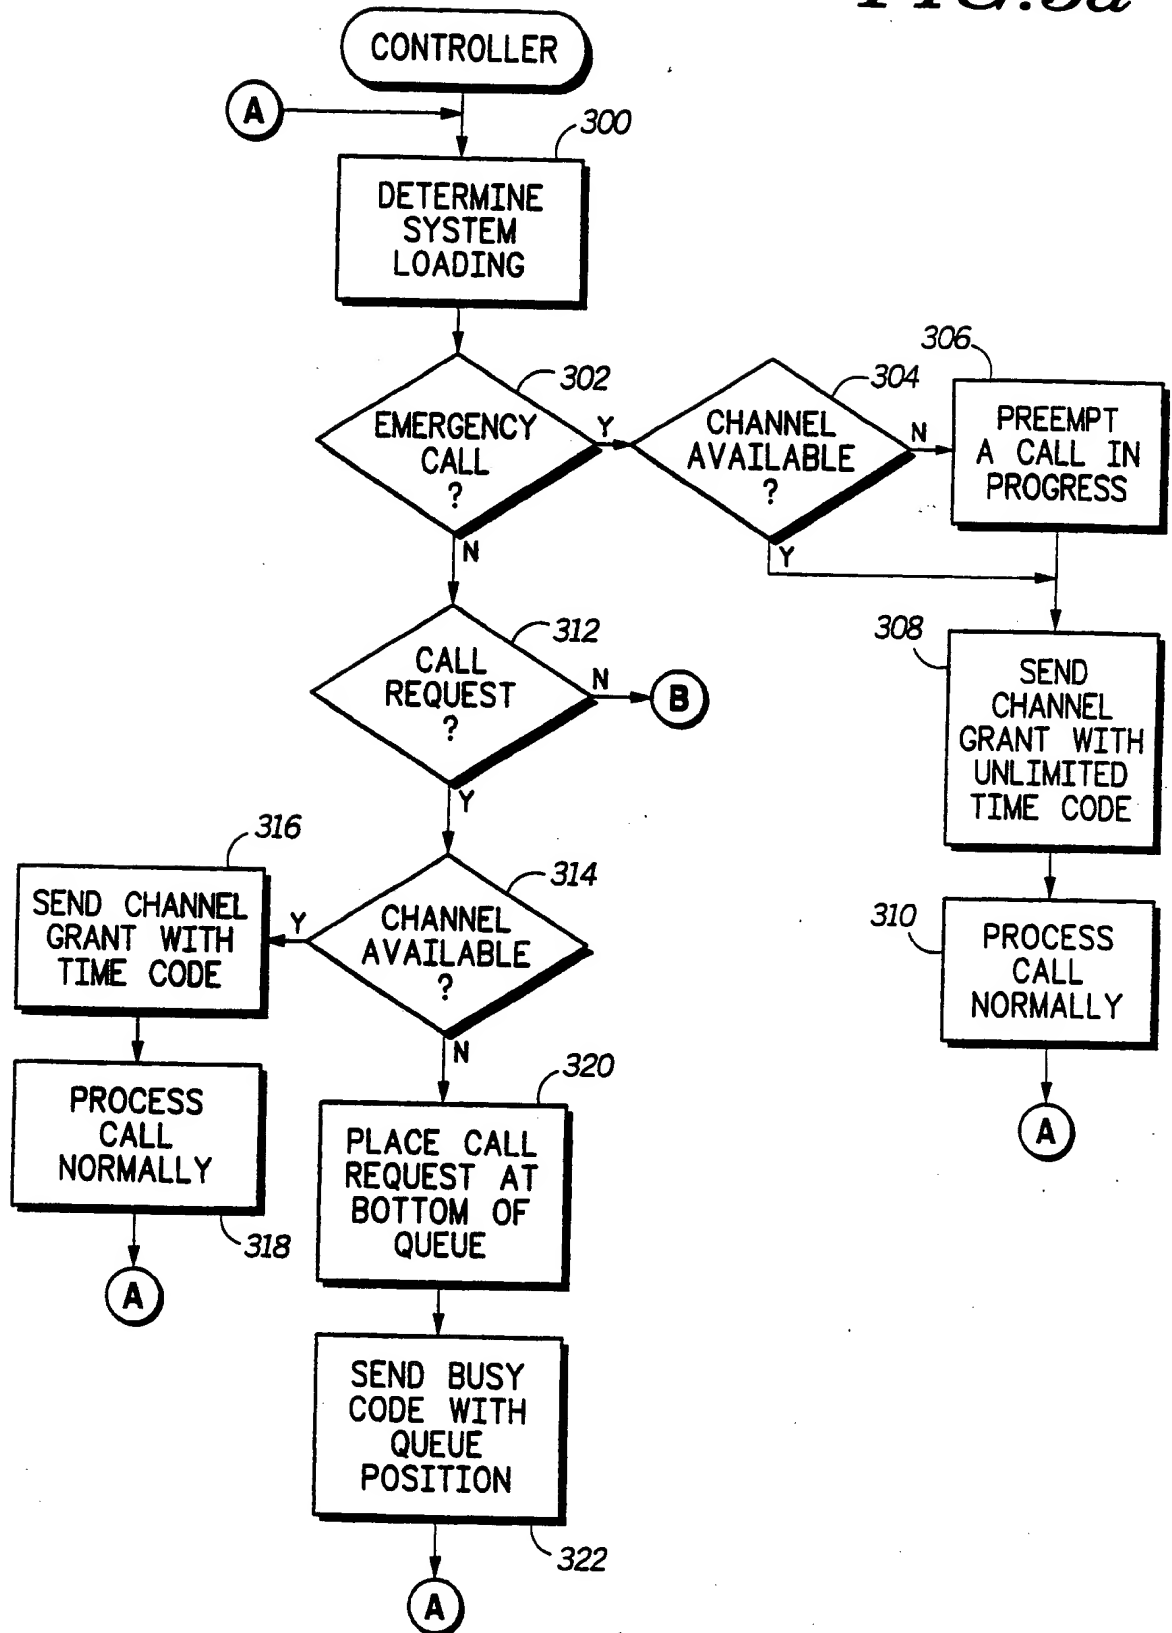 FIG.3a
CONTROLLER
A
300
DETERMINE
SYSTEM
LOADING
302
EMERGENCY
CALL
?
Y
N
304
CHANNEL
AVAILABLE
?
N
Y
306
PREEMPT
A CALL IN
PROGRESS
308
SEND
CHANNEL
GRANT WITH
UNLIMITED
TIME CODE
310
PROCESS
CALL
NORMALLY
A
312
CALL
REQUEST
?
N
B
Y
314
CHANNEL
AVAILABLE
?
Y
N
316
SEND CHANNEL
GRANT WITH
TIME CODE
PROCESS
CALL
NORMALLY
318
A
320
PLACE CALL
REQUEST AT
BOTTOM OF
QUEUE
SEND BUSY
CODE WITH
QUEUE
POSITION
322
A